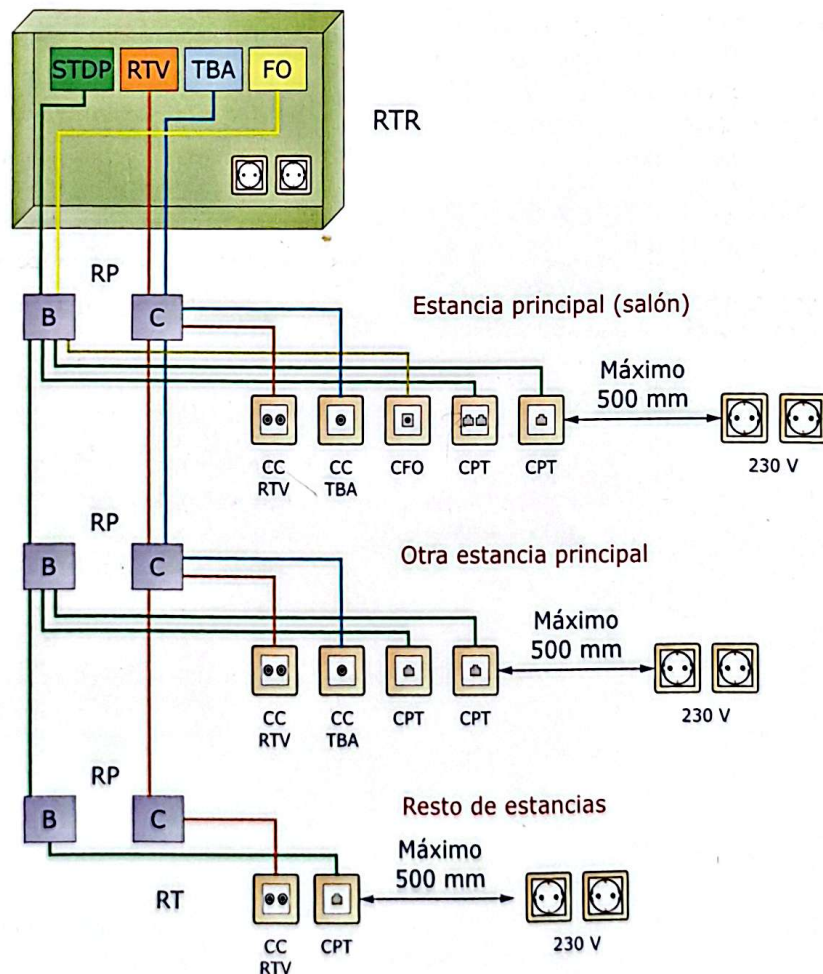 STDP RTV TBA FO
RTR
RP
B C
Estancia principal (salón)
Máximo
500 mm
CC
RTV
CC
TBA
CFO
CPT
CPT
230 V
RP
B C
Otra estancia principal
Máximo
500 mm
CC
RTV
CC
TBA
CPT
CPT
230 V
RP
B C
Resto de estancias
Máximo
500 mm
RT
CC
RTV
CPT
230 V